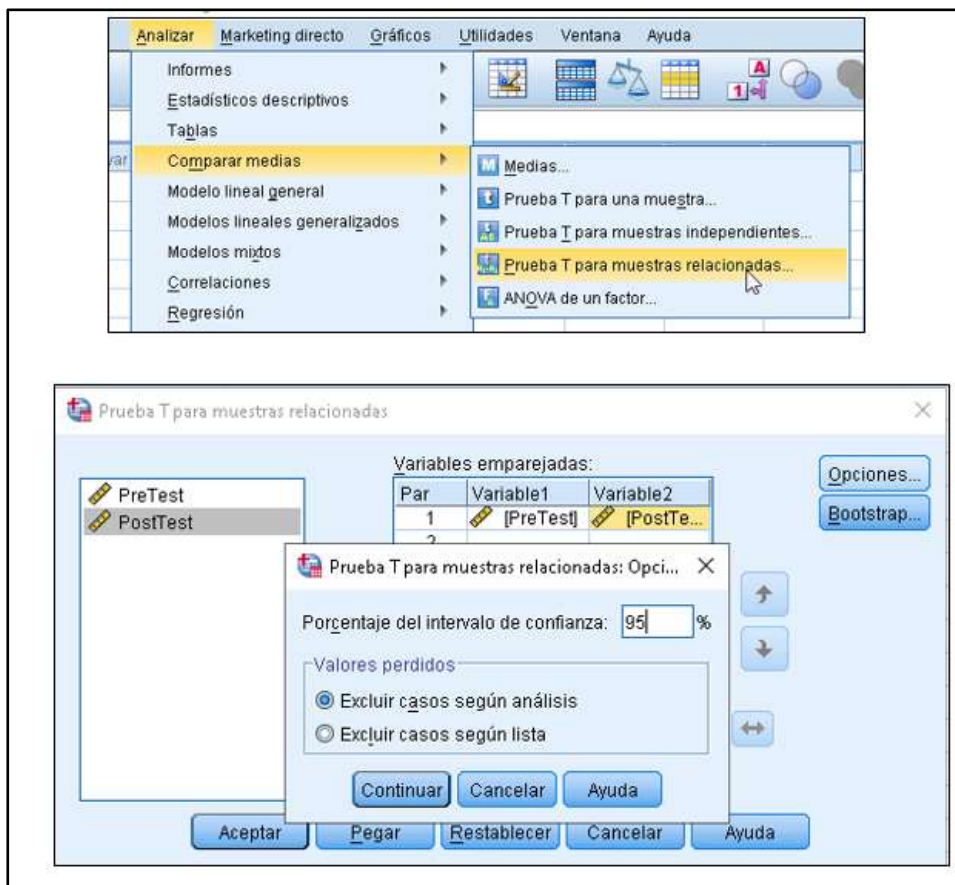 Analizar Marketing directo Gráficos Utilidades Ventana Ayuda
Informes
Estadísticos descriptivos
Tablas
Comparar medias
Modelo lineal general
Modelos lineales generalizados
Modelos mixtos
Correlaciones
Regresión
Medias...
Prueba T para una muestra...
Prueba T para muestras independientes...
Prueba T para muestras relacionadas...
ANOVA de un factor...
Prueba T para muestras relacionadas
PreTest
PostTest
Variables emparejadas:
Par Variable1 Variable2
1 [PreTest] [PostTe...
2
Opciones...
Bootstrap...
Prueba T para muestras relacionadas: Opci...
Porcentaje del intervalo de confianza: 95 %
Valores perdidos
Excluir casos según análisis
Excluir casos según lista
Continuar Cancelar Ayuda
Aceptar Pegar Restablecer Cancelar Ayuda